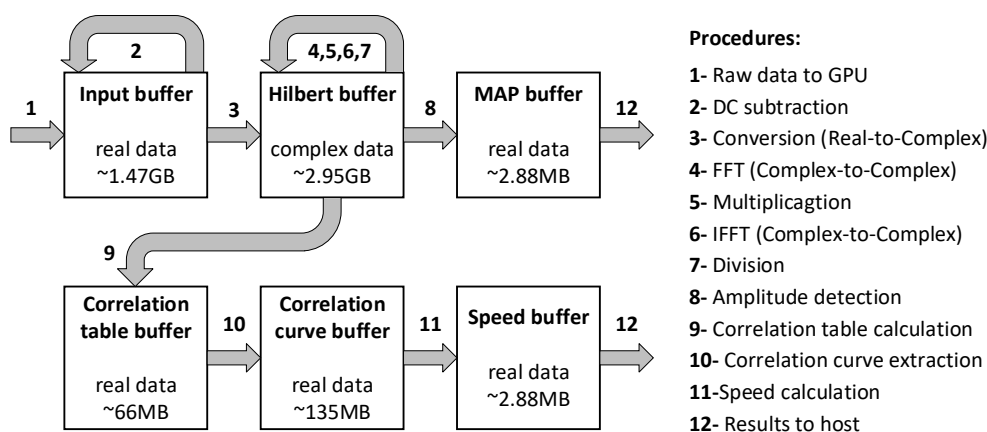 2
4,5,6,7
1
Input buffer
real data
~1.47GB
3
Hilbert buffer
complex data
~2.95GB
8
MAP buffer
real data
~2.88MB
12
9
Correlation
table buffer
real data
~66MB
10
Correlation
curve buffer
real data
~135MB
11
Speed buffer
real data
~2.88MB
12
Procedures:
1- Raw data to GPU
2- DC subtraction
3- Conversion (Real-to-Complex)
4- FFT (Complex-to-Complex)
5- Multiplicagtion
6- IFFT (Complex-to-Complex)
7- Division
8- Amplitude detection
9- Correlation table calculation
10- Correlation curve extraction
11-Speed calculation
12- Results to host